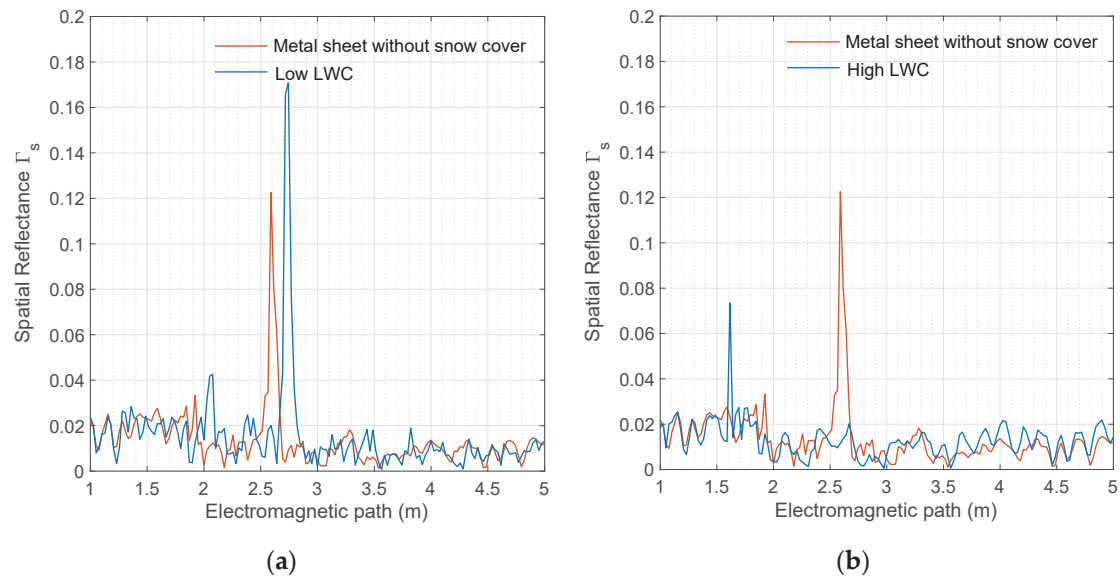 Metal sheet without snow cover
Low LWC
Spatial Reflectance Γs
0.2
0.18
0.16
0.14
0.12
0.1
0.08
0.06
0.04
0.02
0
1 1.5 2 2.5 3 3.5 4 4.5 5
Electromagnetic path (m)
(a)
Metal sheet without snow cover
High LWC
Spatial Reflectance Γs
0.2
0.18
0.16
0.14
0.12
0.1
0.08
0.06
0.04
0.02
0
1 1.5 2 2.5 3 3.5 4 4.5 5
Electromagnetic path (m)
(b)